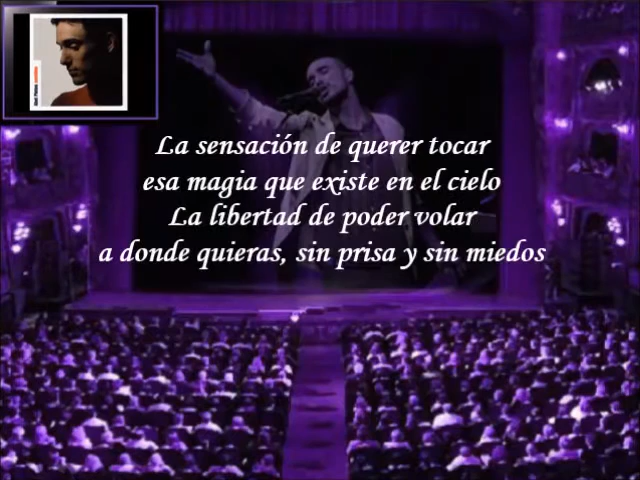 La sensación de querer tocar
esa magia que existe en el cielo
La libertad de poder volar
a donde quieras, sin prisa y sin miedos